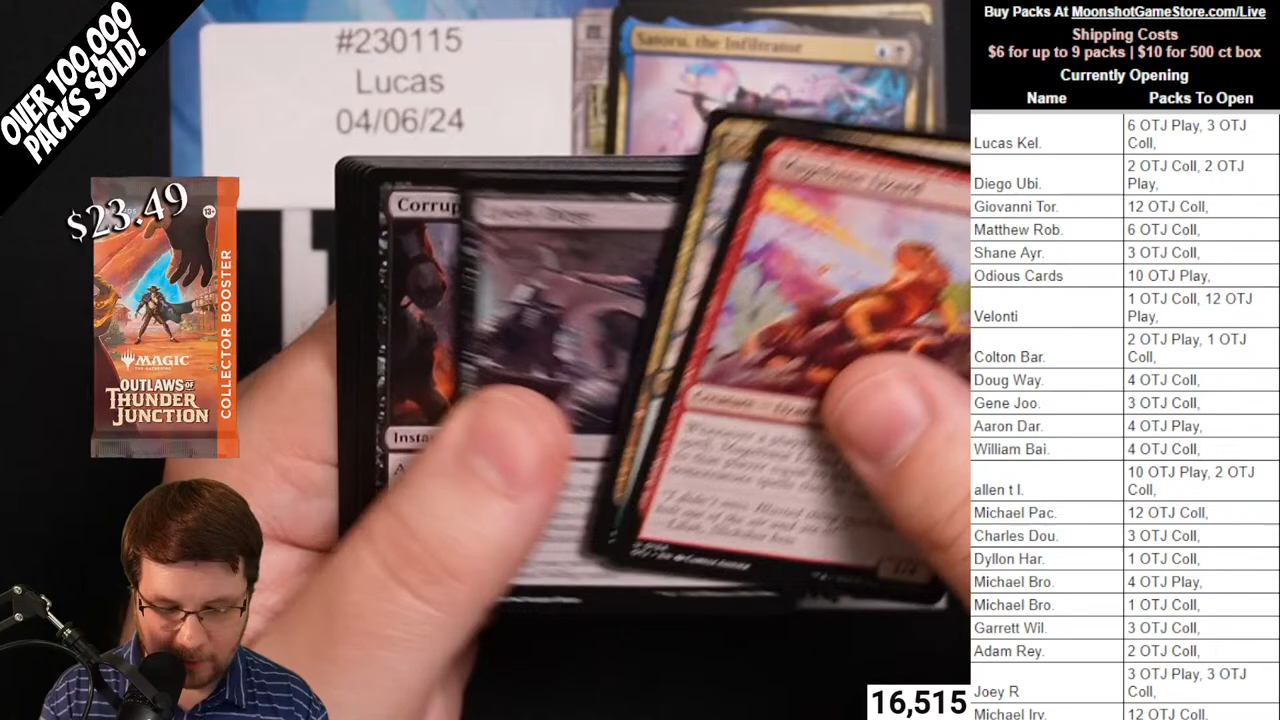 OVER 100,000
PACKS SOLD!
$23.49
13+
MAGIC
THE GATHERING
OUTLAWS OF
THUNDER
JUNCTION
COLLECTOR BOOSTER
#230115
Lucas
04/06/24
Satoru, the Infiltrator
Corrup
Insta
Creature
Buy Packs At MoonshotGameStore.com/Live
Shipping Costs
$6 for up to 9 packs | $10 for 500 ct box
Currently Opening
Name Packs To Open
Lucas Kel. 6 OTJ Play, 3 OTJ
Coll,
Diego Ubi. 2 OTJ Coll, 2 OTJ
Play,
Giovanni Tor. 12 OTJ Coll,
Matthew Rob. 6 OTJ Coll,
Shane Ayr. 3 OTJ Coll,
Odious Cards 10 OTJ Play,
Velonti 1 OTJ Coll, 12 OTJ
Play,
Colton Bar. 2 OTJ Play, 1 OTJ
Coll,
Doug Way. 4 OTJ Coll,
Gene Joo. 3 OTJ Coll,
Aaron Dar. 4 OTJ Play,
William Bai. 4 OTJ Coll,
allen t l. 10 OTJ Play, 2 OTJ
Coll,
Michael Pac. 12 OTJ Coll,
Charles Dou. 3 OTJ Coll,
Dyllon Har. 1 OTJ Coll,
Michael Bro. 4 OTJ Play,
Michael Bro. 1 OTJ Coll,
Garrett Wil. 3 OTJ Coll,
Adam Rey. 2 OTJ Coll,
Joey R 3 OTJ Play, 3 OTJ
Coll,
Michael Irv. 12 OTJ Coll,
16,515